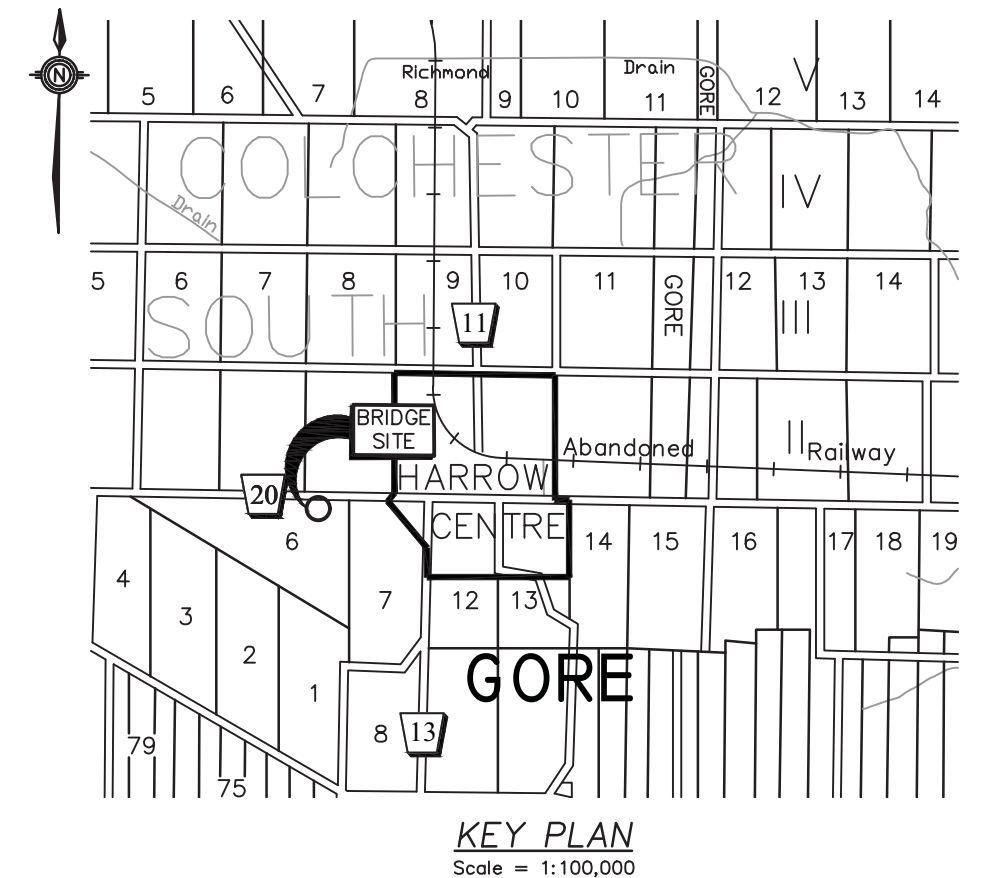 N
Richmond Drain
5 6 7 8 9 10 11 GORE 12 V 13 14
COLCHESTER
IV
Drain
5 6 7 8 9 10 11 GORE 12 13 14
SOUTH
11
III
BRIDGE
SITE
Abandoned Railway
II
HARROW
20
CENTRE
6 14 15 16 17 18 19
4 3 2 1 7 12 13
GORE
8 13
79
75
KEY PLAN
Scale = 1:100,000